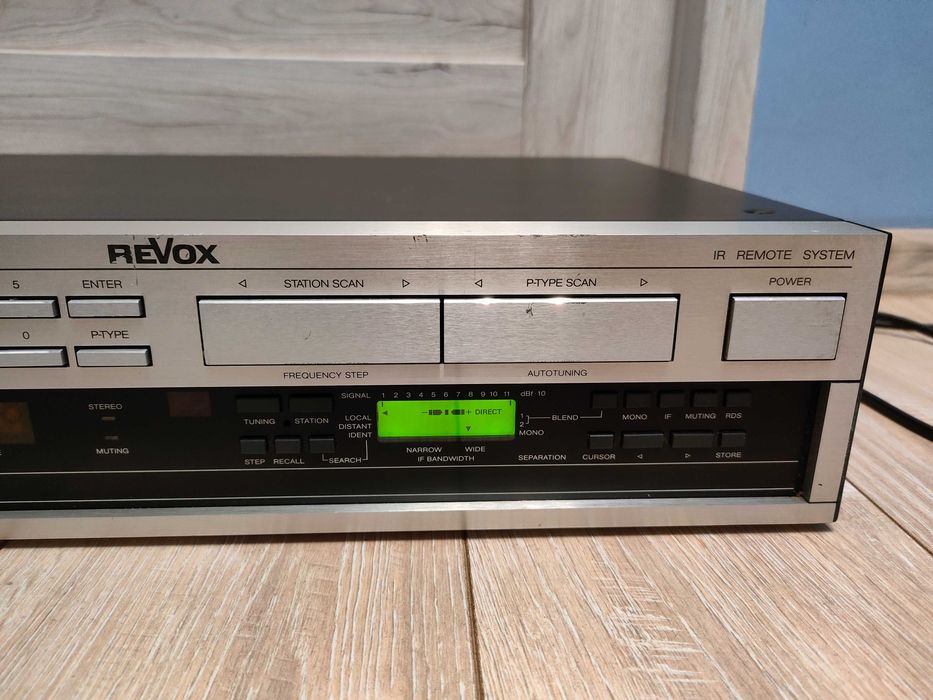 REVOX
IR REMOTE SYSTEM
5 ENTER
◁ STATION SCAN ▷
◁ P-TYPE SCAN ▷
POWER
0 P-TYPE
FREQUENCY STEP
AUTOTUNING
STEREO
MUTING
TUNING
STATION
STEP RECALL
SEARCH
SIGNAL 1 2 3 4 5 6 7 8 9 10 11 dBf·10
LOCAL
DISTANT
IDENT
DIRECT
NARROW WIDE
IF BANDWIDTH
1
2
BLEND
MONO
SEPARATION
MONO IF MUTING RDS
CURSOR ◁ ▷ STORE